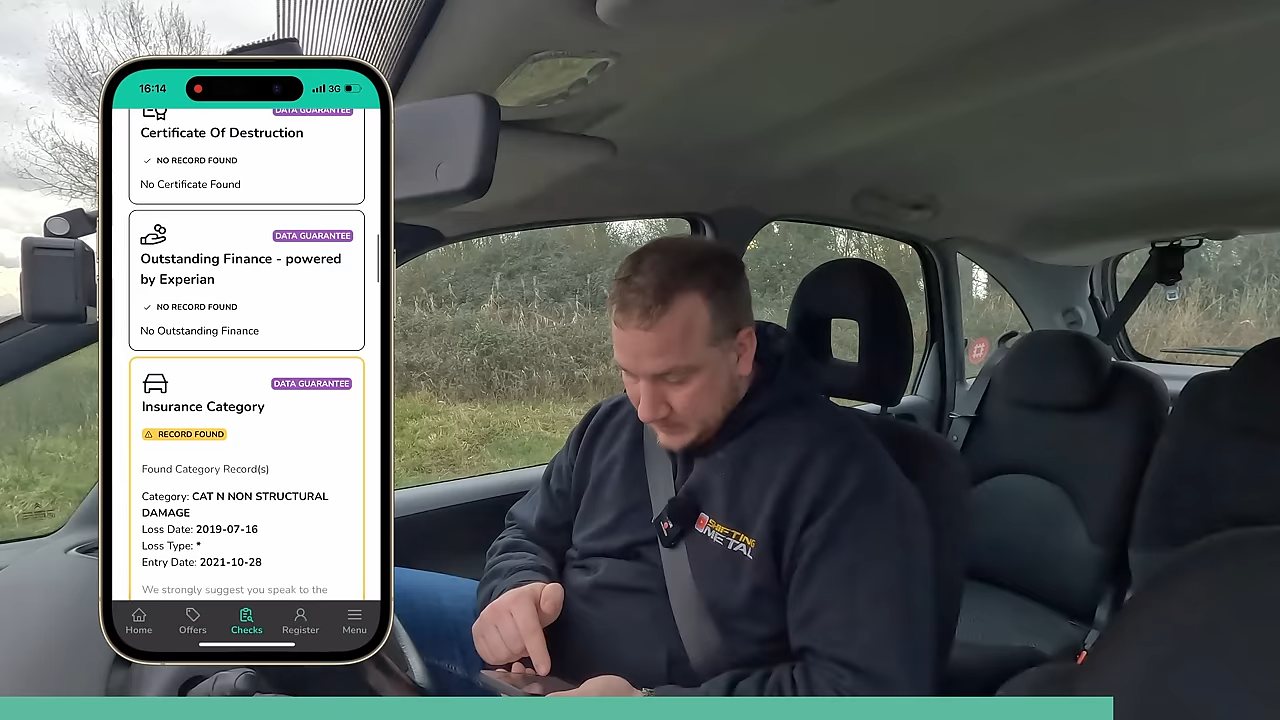 16:14
3G
DATA GUARANTEE
Certificate Of Destruction
NO RECORD FOUND
No Certificate Found
DATA GUARANTEE
Outstanding Finance - powered
by Experian
NO RECORD FOUND
No Outstanding Finance
DATA GUARANTEE
Insurance Category
RECORD FOUND
Found Category Record(s)
Category: CAT N NON STRUCTURAL
DAMAGE
Loss Date: 2019-07-16
Loss Type: *
Entry Date: 2021-10-28
We strongly suggest you speak to the
Home
Offers
Checks
Register
Menu
SHIFTING
METAL